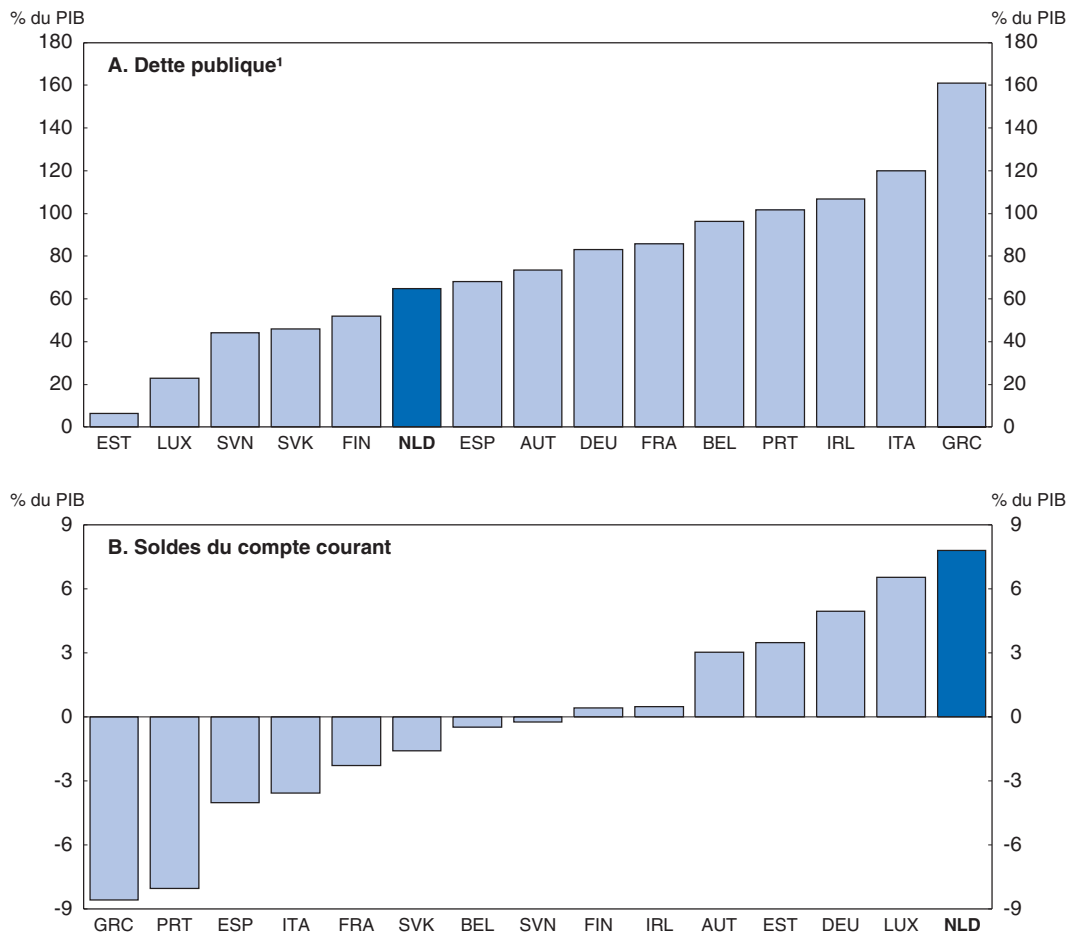 % du PIB % du PIB
180 180
A. Dette publique¹
160 160
140 140
120 120
100 100
80 80
60 60
40 40
20 20
0 0
EST LUX SVN SVK FIN NLD ESP AUT DEU FRA BEL PRT IRL ITA GRC
% du PIB % du PIB
9 9
B. Soldes du compte courant
6 6
3 3
0 0
-3 -3
-6 -6
-9 -9
GRC PRT ESP ITA FRA SVK BEL SVN FIN IRL AUT EST DEU LUX NLD